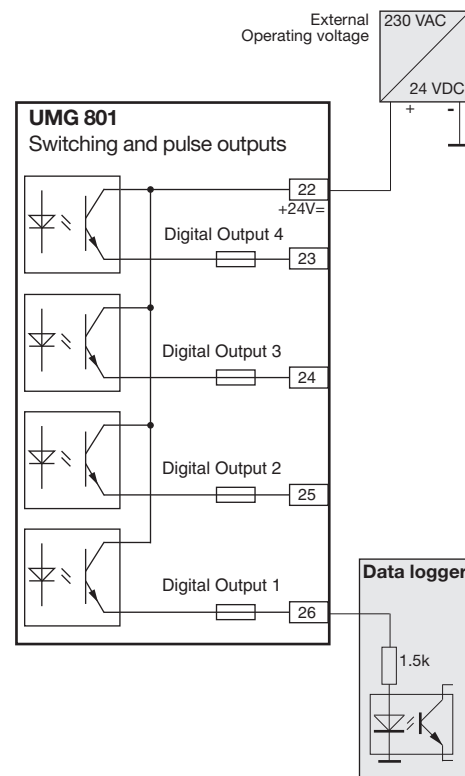 External
Operating voltage
230 VAC
24 VDC
+ -
UMG 801
Switching and pulse outputs
22
+24V=
Digital Output 4
23
Digital Output 3
24
Digital Output 2
25
Digital Output 1
26
Data logger
1.5k